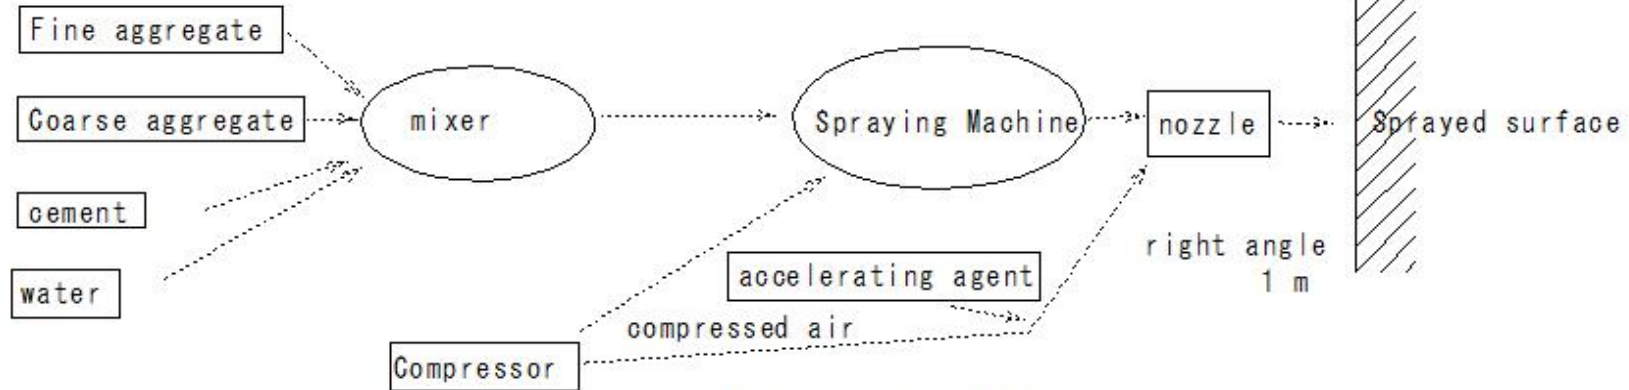 Fine aggregate
Coarse aggregate
mixer
Spraying Machine
nozzle
Sprayed surface
cement
water
right angle
1 m
accelerating agent
compressed air
Compressor